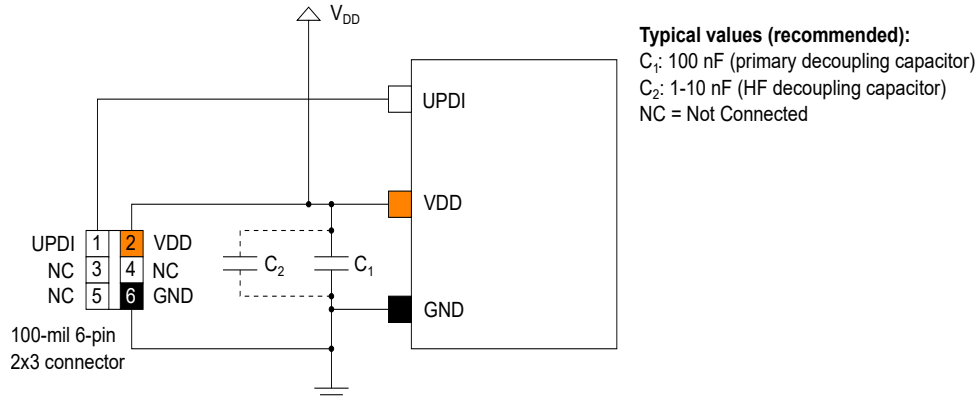 V_DD
Typical values (recommended):
C₁: 100 nF (primary decoupling capacitor)
C₂: 1-10 nF (HF decoupling capacitor)
NC = Not Connected
UPDI
VDD
UPDI 1 2 VDD
NC 3 4 NC
NC 5 6 GND
C₂ C₁
GND
100-mil 6-pin
2x3 connector